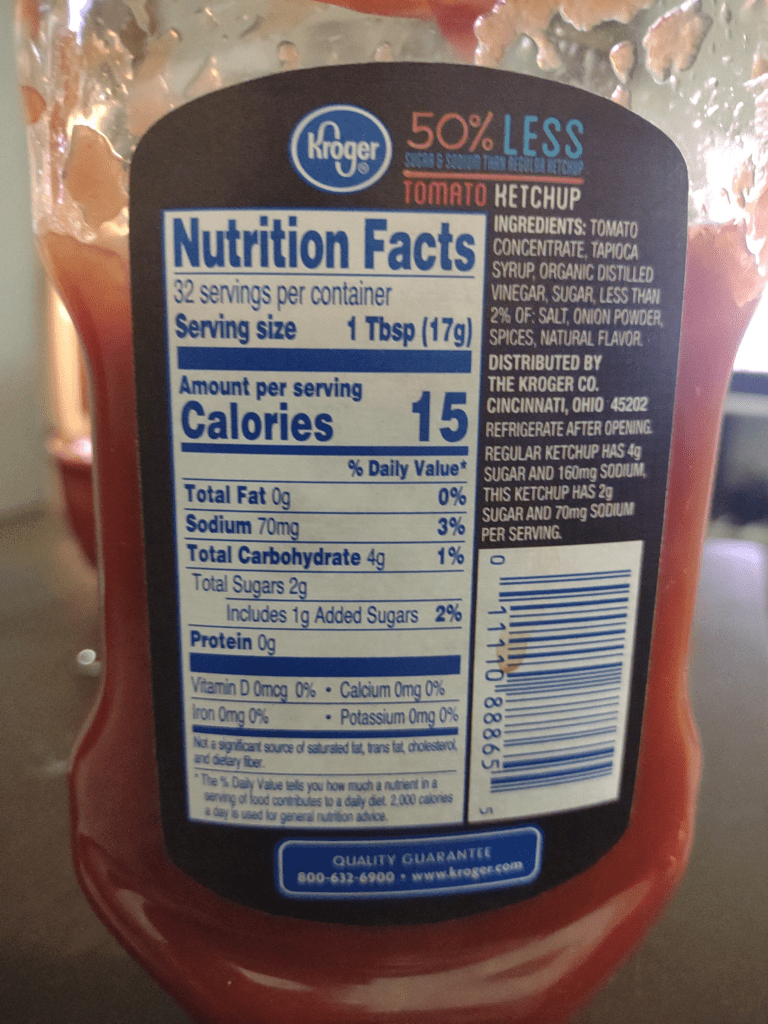 Kroger
50% LESS
SUGAR & SODIUM THAN REGULAR KETCHUP
TOMATO KETCHUP
Nutrition Facts
32 servings per container
Serving size 1 Tbsp (17g)
Amount per serving
Calories 15
% Daily Value*
Total Fat 0g 0%
Sodium 70mg 3%
Total Carbohydrate 4g 1%
Total Sugars 2g
Includes 1g Added Sugars 2%
Protein 0g
Vitamin D 0mcg 0% • Calcium 0mg 0%
Iron 0mg 0% • Potassium 0mg 0%
Not a significant source of saturated fat, trans fat, cholesterol,
and dietary fiber.
*The % Daily Value tells you how much a nutrient in a
serving of food contributes to a daily diet. 2,000 calories
a day is used for general nutrition advice.
INGREDIENTS: TOMATO
CONCENTRATE, TAPIOCA
SYRUP, ORGANIC DISTILLED
VINEGAR, SUGAR, LESS THAN
2% OF: SALT, ONION POWDER,
SPICES, NATURAL FLAVOR.
DISTRIBUTED BY
THE KROGER CO.
CINCINNATI, OHIO 45202
REFRIGERATE AFTER OPENING.
REGULAR KETCHUP HAS 4g
SUGAR AND 160mg SODIUM,
THIS KETCHUP HAS 2g
SUGAR AND 70mg SODIUM
PER SERVING.
0 11110 88865 5
QUALITY GUARANTEE
800-632-6900 • www.kroger.com